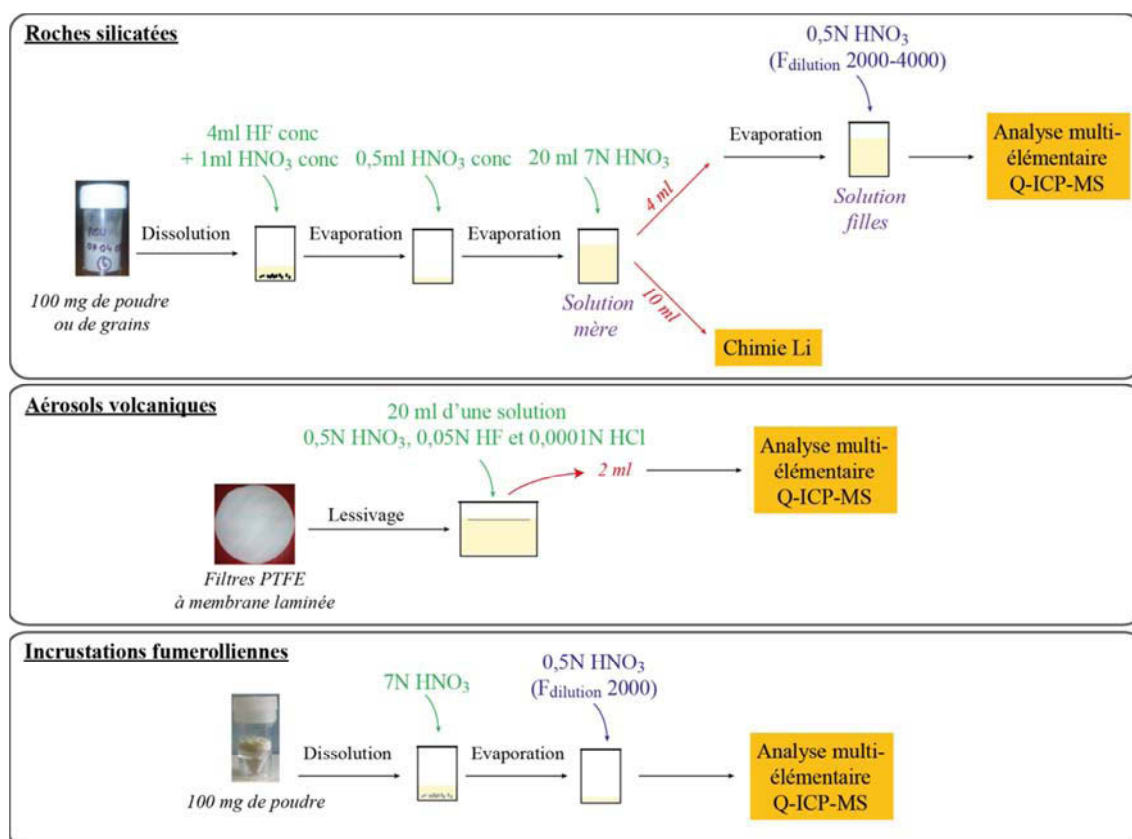 Roches silicatées
0,5N HNO₃
(Fdilution 2000-4000)
4ml HF conc
+ 1ml HNO₃ conc
0,5ml HNO₃ conc
20 ml 7N HNO₃
Dissolution
Evaporation
Evaporation
4 ml
Evaporation
Analyse multi-
élémentaire
Q-ICP-MS
Solution
filles
100 mg de poudre
ou de grains
Solution
mère
10 ml
Chimie Li
Aérosols volcaniques
20 ml d’une solution
0,5N HNO₃, 0,05N HF et 0,0001N HCl
2 ml
Analyse multi-
élémentaire
Q-ICP-MS
Lessivage
Filtres PTFE
à membrane laminée
Incrustations fumerolliennes
7N HNO₃
0,5N HNO₃
(Fdilution 2000)
Dissolution
Evaporation
Analyse multi-
élémentaire
Q-ICP-MS
100 mg de poudre